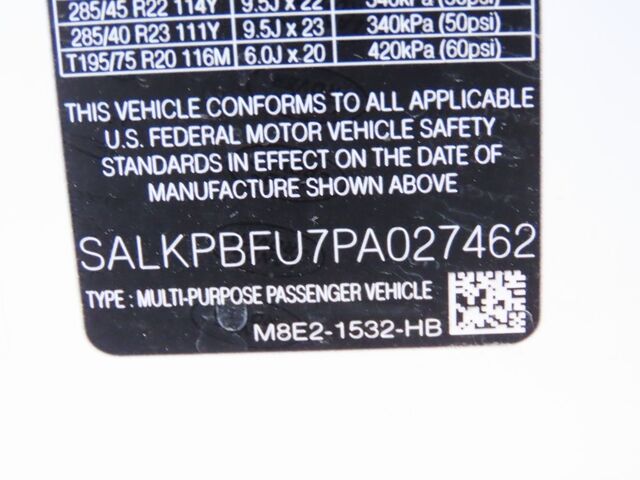 285/45 R22 114Y 9.5J x 22 340kPa (50psi)
285/40 R23 111Y 9.5J x 23 340kPa (50psi)
T195/75 R20 116M 6.0J x 20 420kPa (60psi)
THIS VEHICLE CONFORMS TO ALL APPLICABLE
U.S. FEDERAL MOTOR VEHICLE SAFETY
STANDARDS IN EFFECT ON THE DATE OF
MANUFACTURE SHOWN ABOVE
SALKPBFU7PA027462
TYPE : MULTI-PURPOSE PASSENGER VEHICLE
M8E2-1532-HB